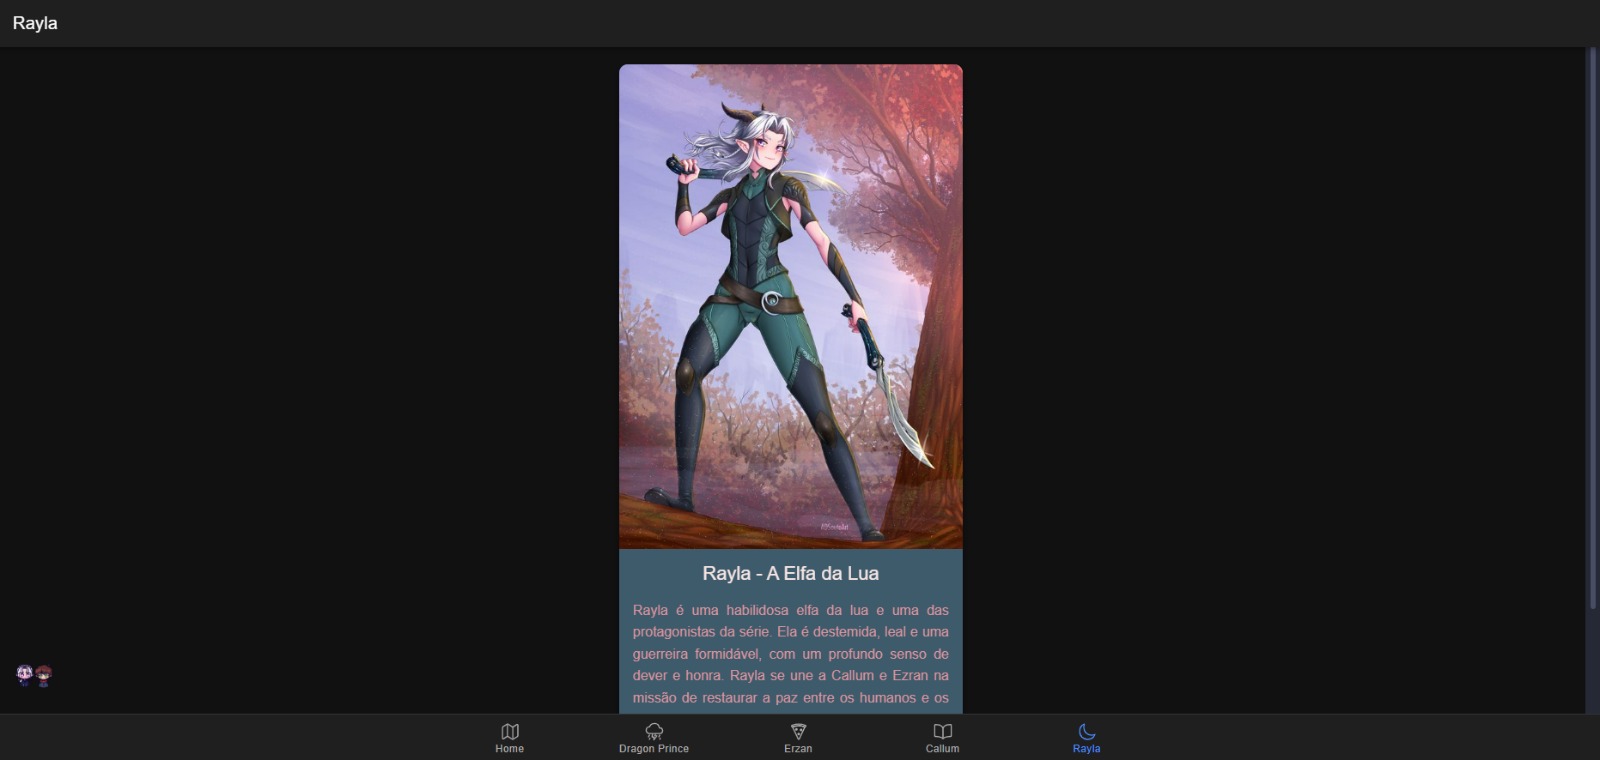 Rayla
Rayla - A Elfa da Lua
Rayla é uma habilidosa elfa da lua e uma das
protagonistas da série. Ela é destemida, leal e uma
guerreira formidável, com um profundo senso de
dever e honra. Rayla se une a Callum e Ezran na
missão de restaurar a paz entre os humanos e os
Home
Dragon Prince
Erzan
Callum
Rayla